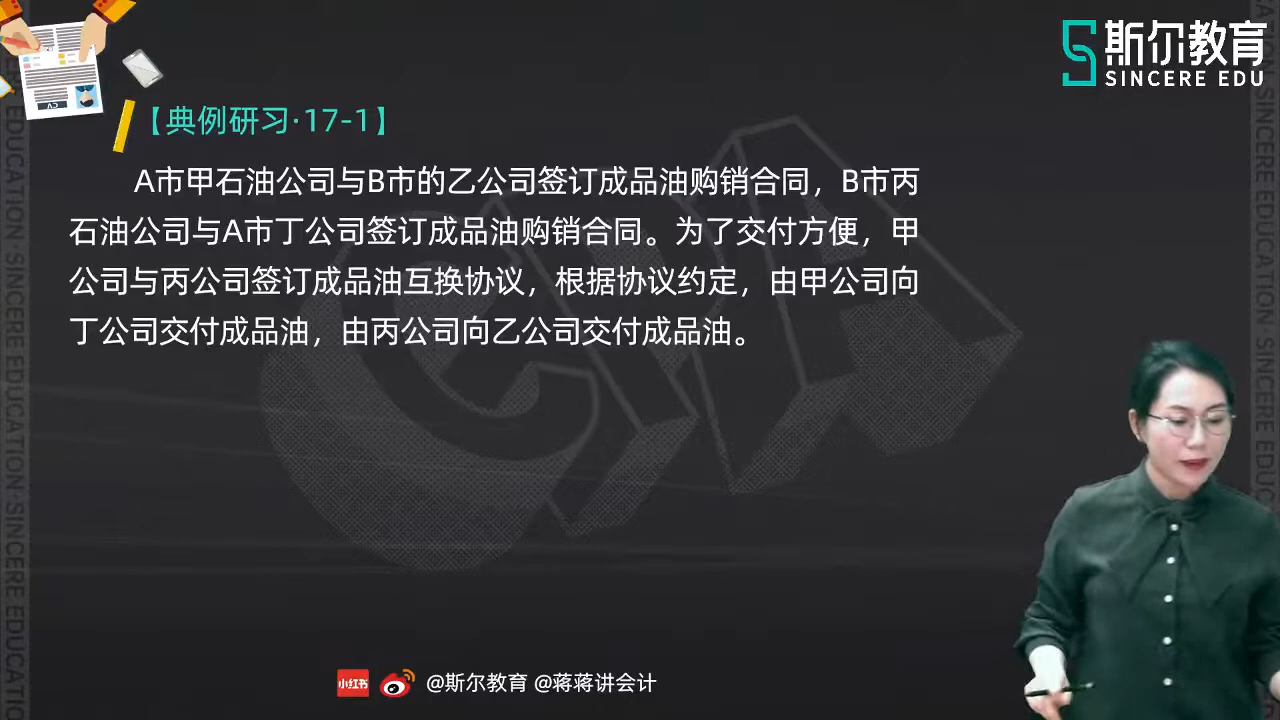 斯尔教育
SINCERE EDU
【典例研习·17-1】
A市甲石油公司与B市的乙公司签订成品油购销合同，B市丙
石油公司与A市丁公司签订成品油购销合同。为了交付方便，甲
公司与丙公司签订成品油互换协议，根据协议约定，由甲公司向
丁公司交付成品油，由丙公司向乙公司交付成品油。
CPA
小红书
@斯尔教育 @蒋蒋讲会计
EDUCATION·SINCERE EDUCATION·SINCERE EDUCATI